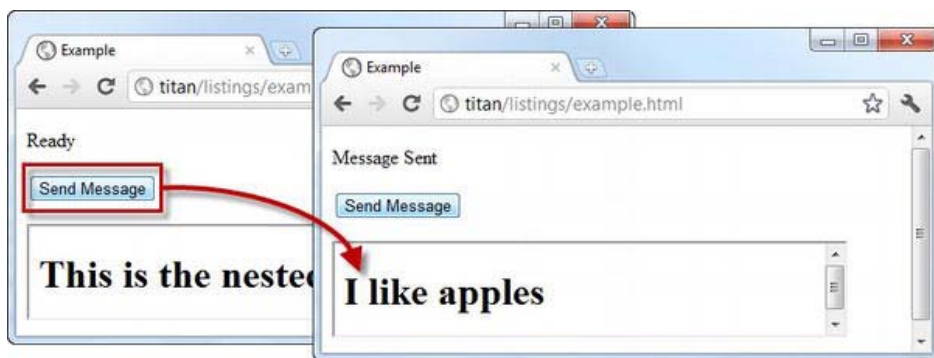 Example
titan/listings/exam
Ready
Send Message
This is the nested
Example
titan/listings/example.html
Message Sent
Send Message
I like apples